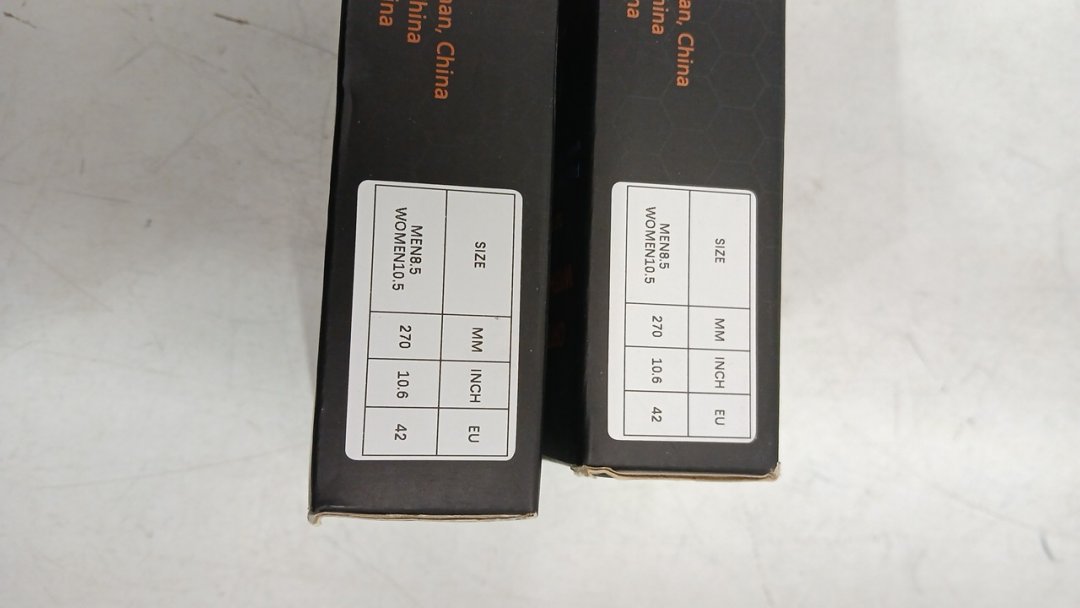 an, China
hina
ina
SIZE MM INCH EU
MEN8.5
WOMEN10.5 270 10.6 42
an, China
hina
na
SIZE MM INCH EU
MEN8.5
WOMEN10.5 270 10.6 42